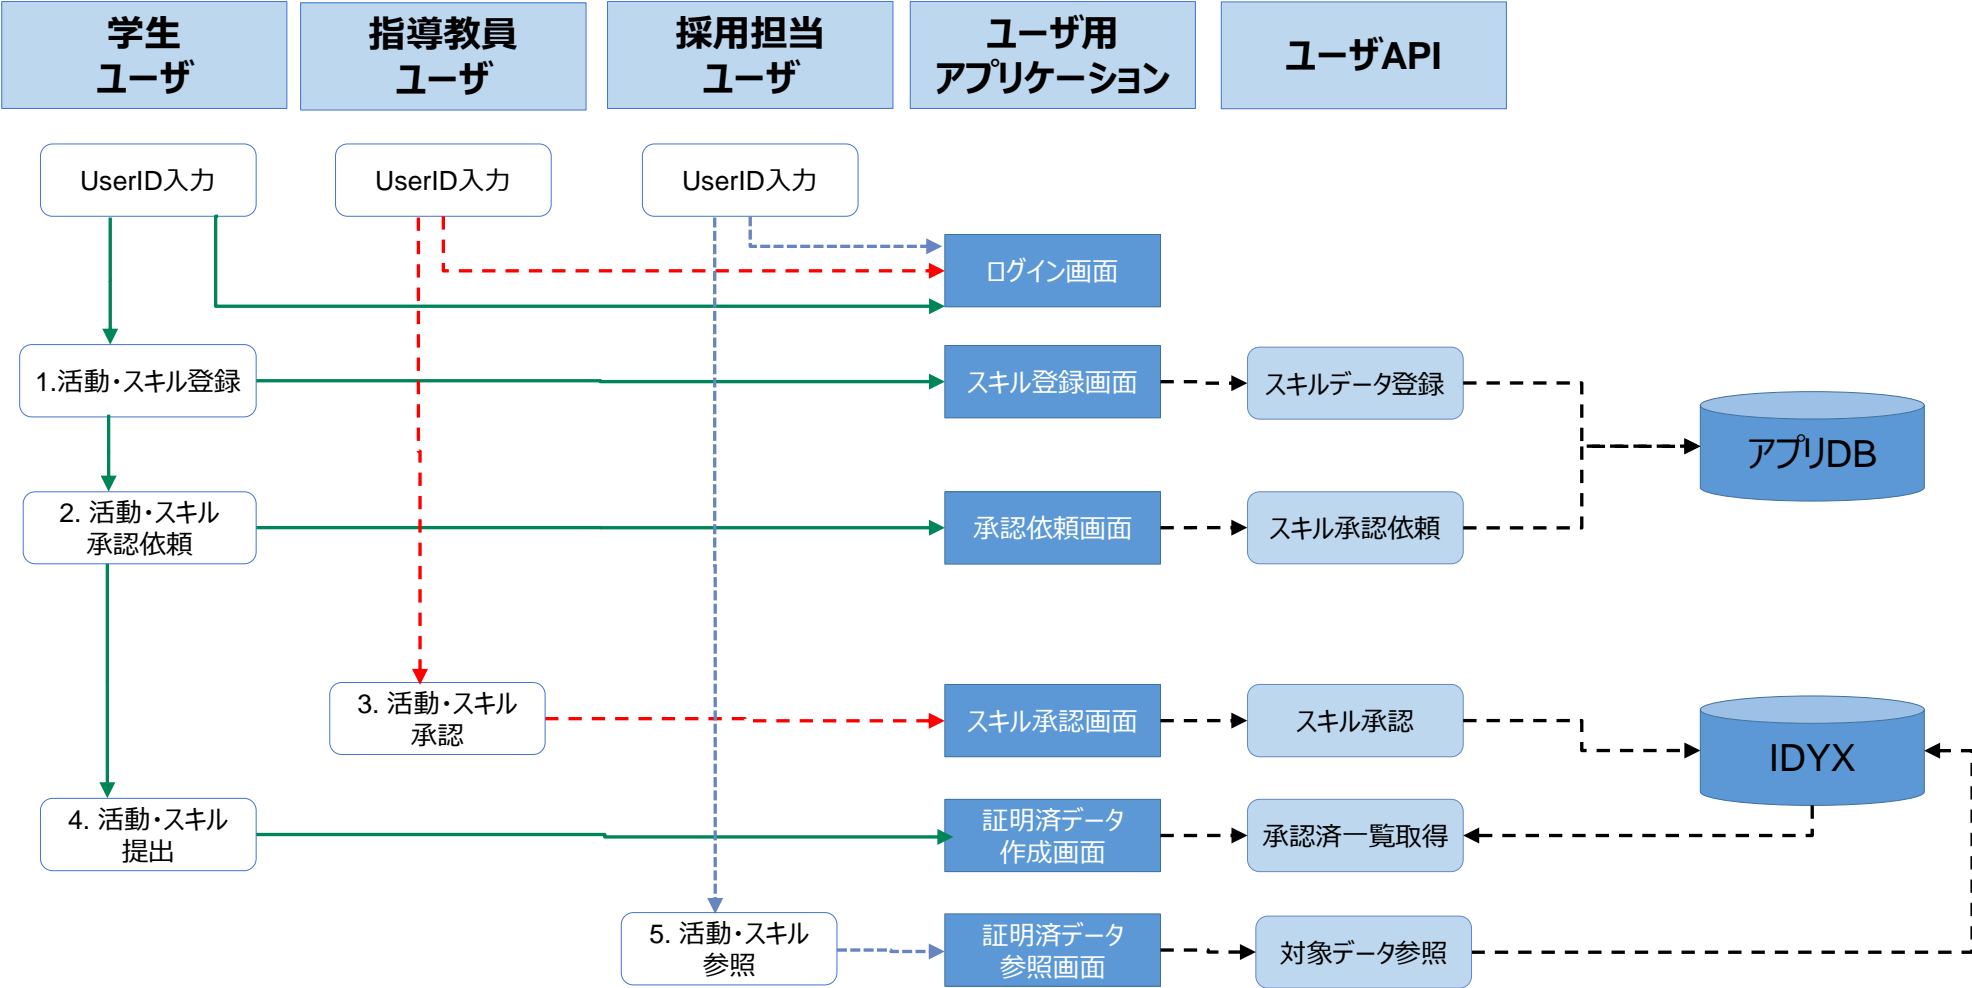 学生
ユーザ
指導教員
ユーザ
採用担当
ユーザ
ユーザ用
アプリケーション
ユーザAPI
UserID入力
UserID入力
UserID入力
ログイン画面
1.活動・スキル登録
スキル登録画面
スキルデータ登録
アプリDB
2. 活動・スキル
承認依頼
承認依頼画面
スキル承認依頼
3. 活動・スキル
承認
スキル承認画面
スキル承認
IDYX
4. 活動・スキル
提出
証明済データ
作成画面
承認済一覧取得
5. 活動・スキル
参照
証明済データ
参照画面
対象データ参照